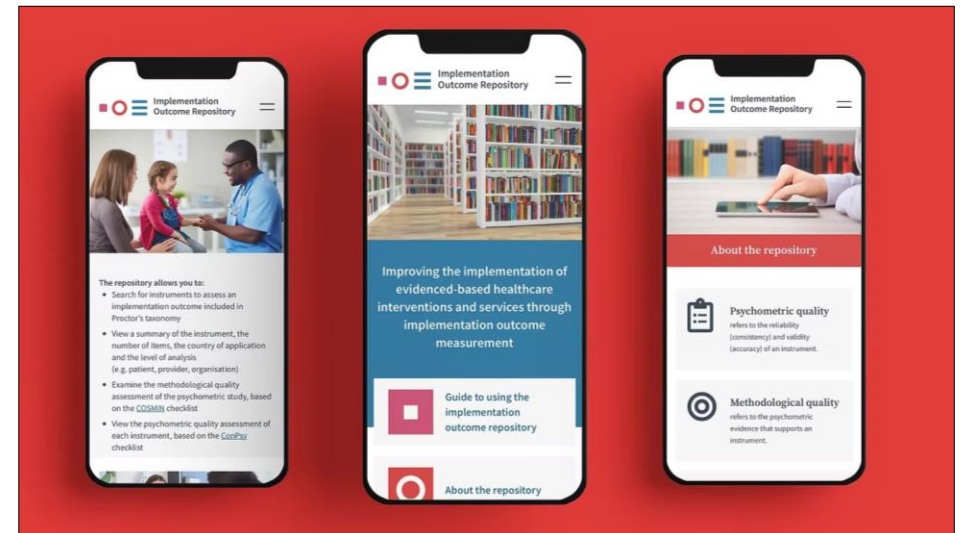 Implementation
Outcome Repository
The repository allows you to:
• Search for instruments to assess an
implementation outcome included in
Proctor's taxonomy
• View a summary of the instrument, the
number of items, the country of application
and the level of analysis
(e.g. patient, provider, organisation)
• Examine the methodological quality
assessment of the psychometric study, based
on the COSMIN checklist
• View the psychometric quality assessment of
each instrument, based on the ConPsy
checklist
Implementation
Outcome Repository
Improving the implementation of
evidenced-based healthcare
interventions and services through
implementation outcome
measurement
Guide to using the
implementation
outcome repository
About the repository
Implementation
Outcome Repository
About the repository
Psychometric quality
refers to the reliability
(consistency) and validity
(accuracy) of an instrument.
Methodological quality
refers to the psychometric
evidence that supports an
instrument.